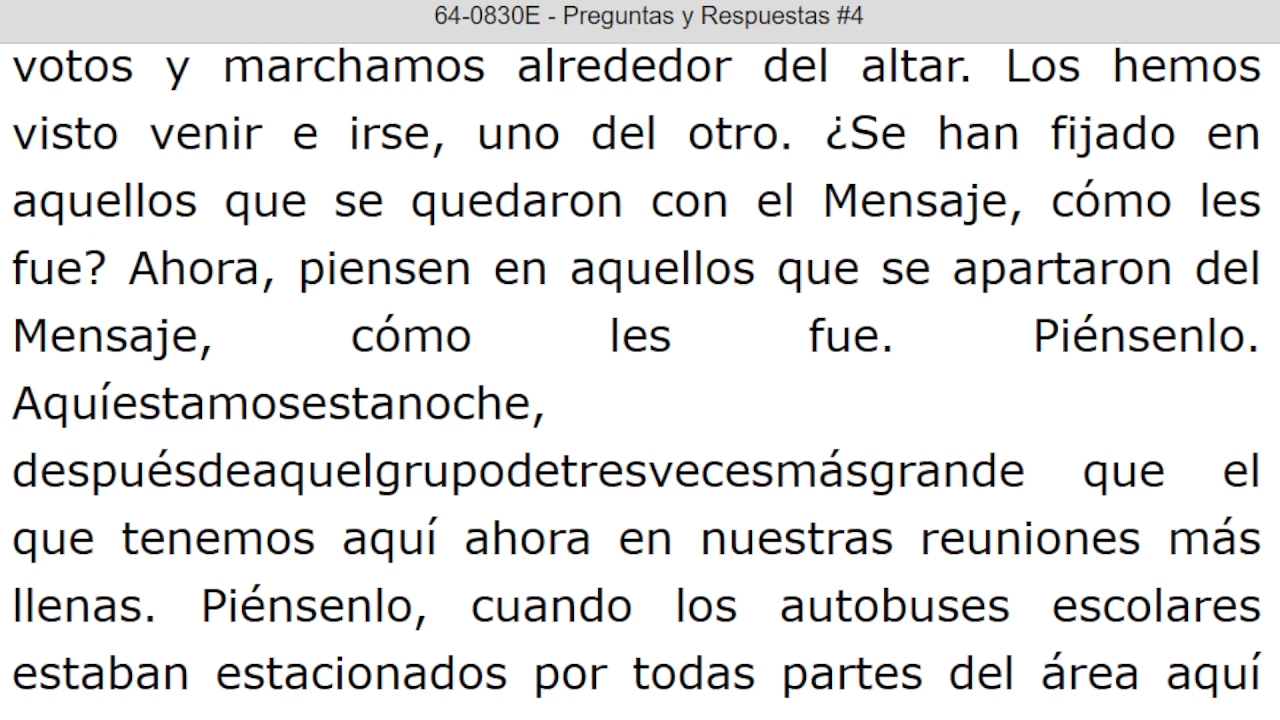 64-0830E - Preguntas y Respuestas #4
votos y marchamos alrededor del altar. Los hemos
visto venir e irse, uno del otro. ¿Se han fijado en
aquellos que se quedaron con el Mensaje, cómo les
fue? Ahora, piensen en aquellos que se apartaron del
Mensaje, cómo les fue. Piénsenlo.
Aquíestamosestanoche,
despuésdeaquelgrupodetresvecesmásgrande que el
que tenemos aquí ahora en nuestras reuniones más
llenas. Piénsenlo, cuando los autobuses escolares
estaban estacionados por todas partes del área aquí